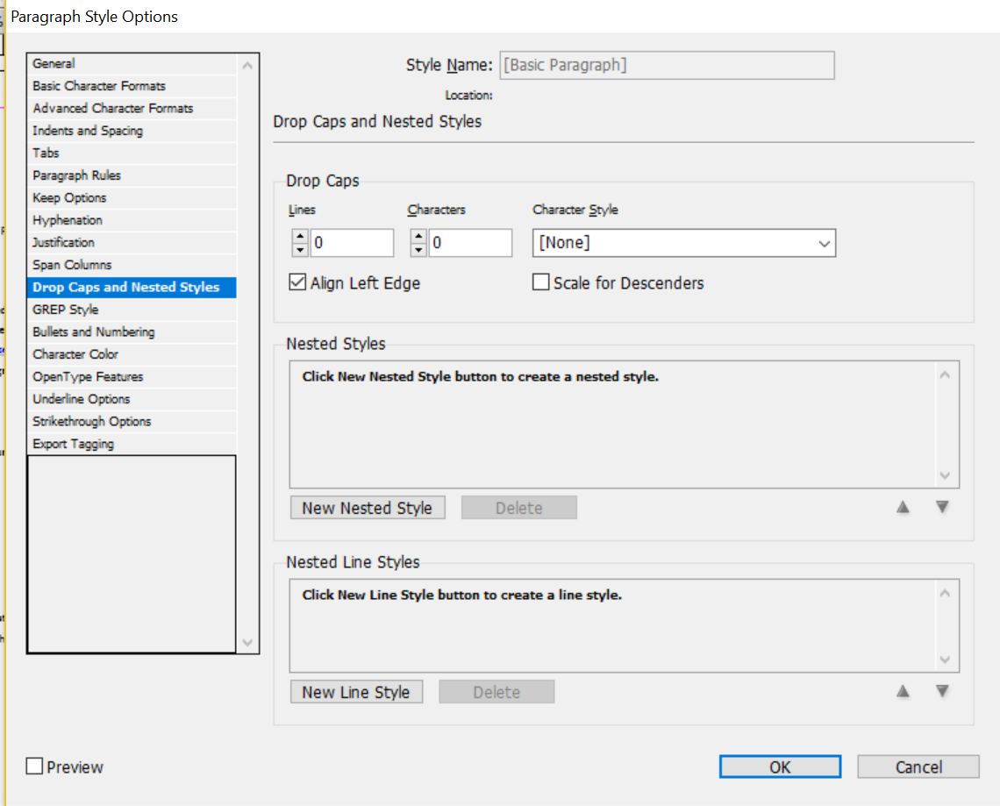 Paragraph Style Options
General
Basic Character Formats
Advanced Character Formats
Indents and Spacing
Tabs
Paragraph Rules
Keep Options
Hyphenation
Justification
Span Columns
Drop Caps and Nested Styles
GREP Style
Bullets and Numbering
Character Color
OpenType Features
Underline Options
Strikethrough Options
Export Tagging
Style Name: [Basic Paragraph]
Location:
Drop Caps and Nested Styles
Drop Caps
Lines Characters Character Style
0 0 [None]
Align Left Edge Scale for Descenders
Nested Styles
Click New Nested Style button to create a nested style.
New Nested Style Delete
Nested Line Styles
Click New Line Style button to create a line style.
New Line Style Delete
Preview OK Cancel